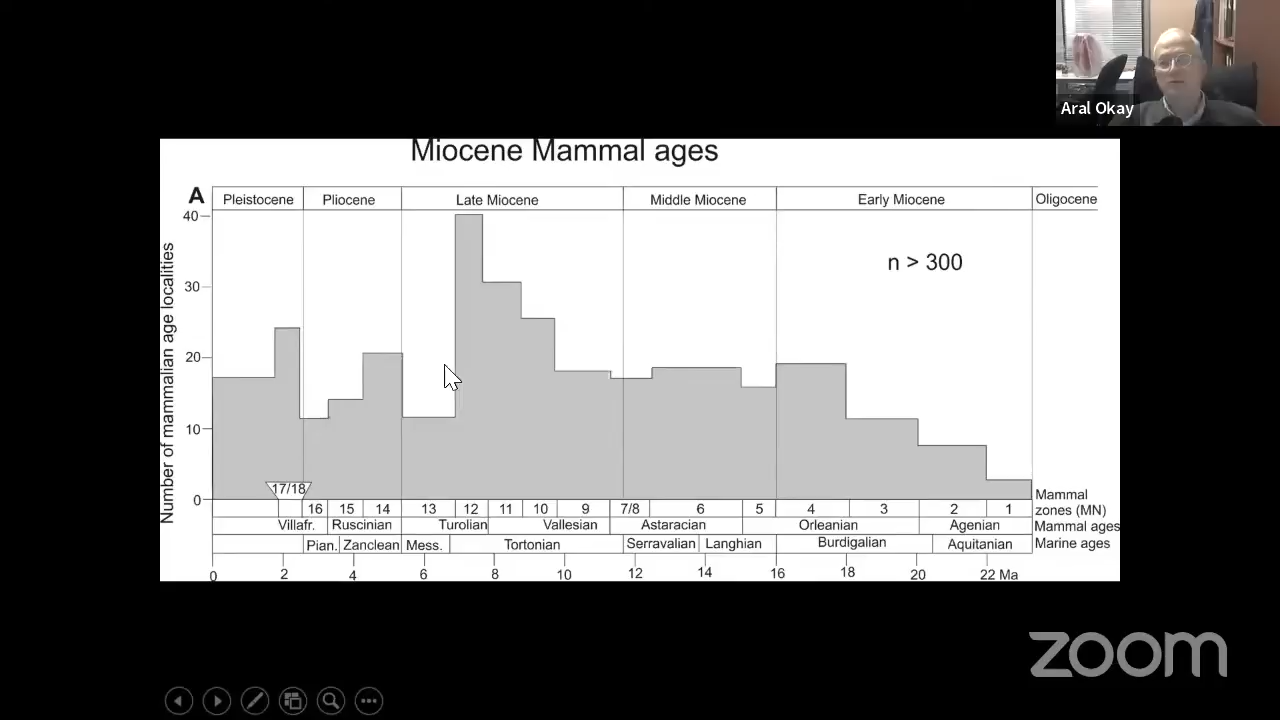 Aral Okay
Miocene Mammal ages
A
Pleistocene Pliocene Late Miocene Middle Miocene Early Miocene Oligocene
40
n > 300
30
20
10
0
Number of mammalian age localities
17/18
16 15 14 13 12 11 10 9 7/8 6 5 4 3 2 1
Mammal
zones (MN)
Villafr. Ruscinian Turolian Vallesian Astaracian Orleanian Agenian Mammal ages
Pian. Zanclean Mess. Tortonian Serravalian Langhian Burdigalian Aquitanian Marine ages
0 2 4 6 8 10 12 14 16 18 20 22 Ma
zoom